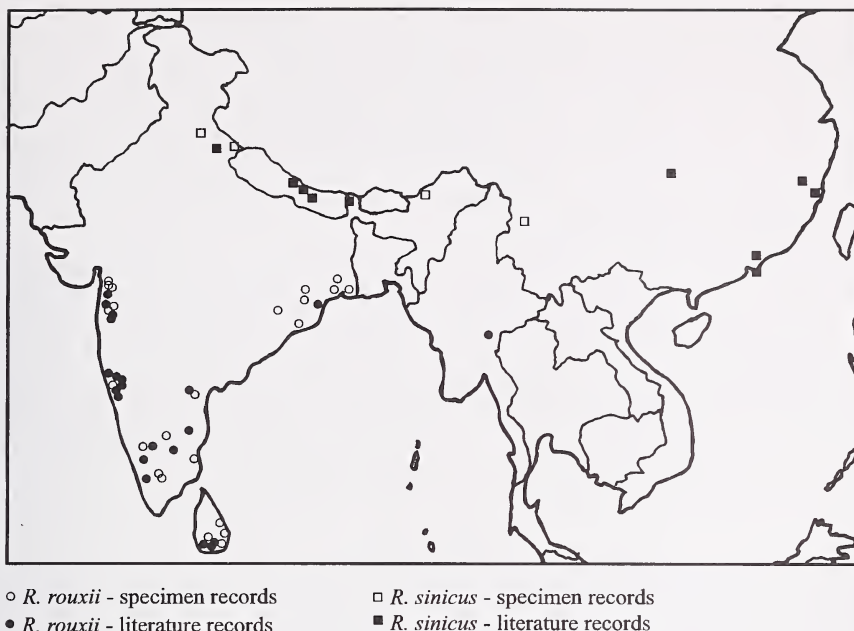 ○ R. rouxii - specimen records
● R. rouxii - literature records
□ R. sinicus - specimen records
■ R. sinicus - literature records